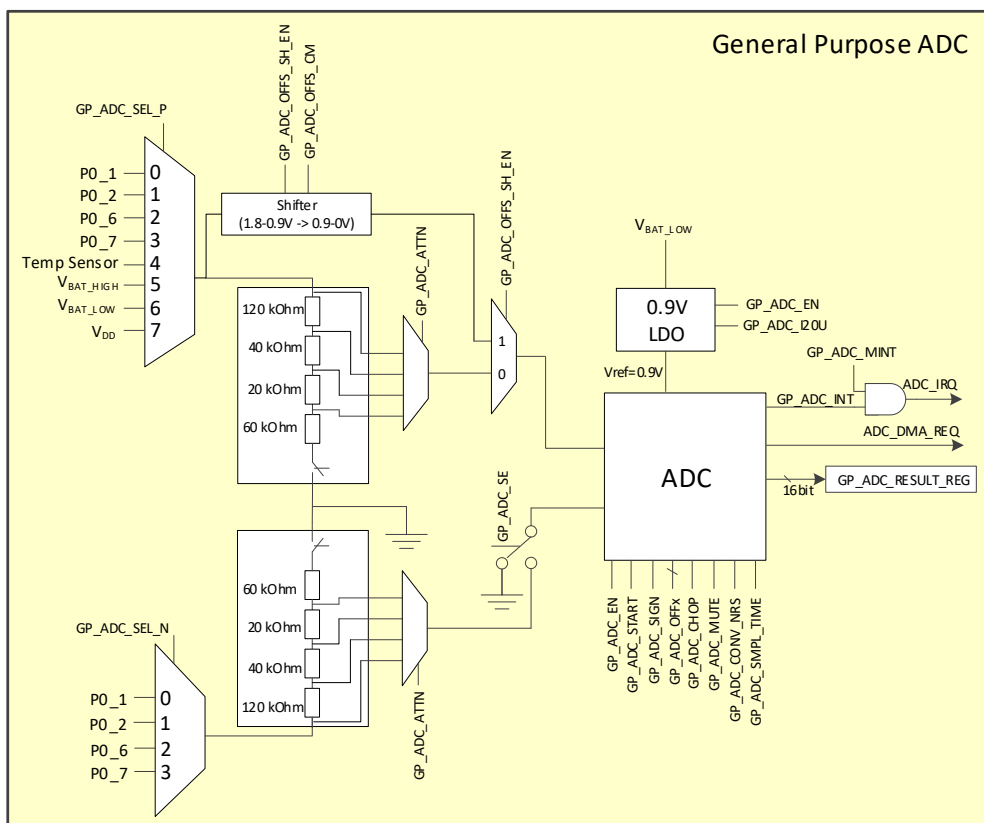 General Purpose ADC
GP_ADC_SEL_P
P0_1
P0_2
P0_6
P0_7
Temp Sensor
VBAT_HIGH
VBAT_LOW
VDD
0
1
2
3
4
5
6
7
GP_ADC_OFFS_SH_EN
GP_ADC_OFFS_CM
Shifter
(1.8-0.9V -> 0.9-0V)
120 kOhm
40 kOhm
20 kOhm
60 kOhm
GP_ADC_ATTN
GP_ADC_OFFS_SH_EN
1
0
VBAT_LOW
0.9V
LDO
GP_ADC_EN
GP_ADC_I20U
Vref=0.9V
GP_ADC_MINT
GP_ADC_INT
ADC_IRQ
ADC_DMA_REQ
ADC
16bit
GP_ADC_RESULT_REG
GP_ADC_SE
60 kOhm
20 kOhm
40 kOhm
120 kOhm
GP_ADC_ATTN
GP_ADC_SEL_N
P0_1
P0_2
P0_6
P0_7
0
1
2
3
GP_ADC_EN
GP_ADC_START
GP_ADC_SIGN
GP_ADC_OFFx
GP_ADC_CHOP
GP_ADC_MUTE
GP_ADC_CONV_NRS
GP_ADC_SMPL_TIME